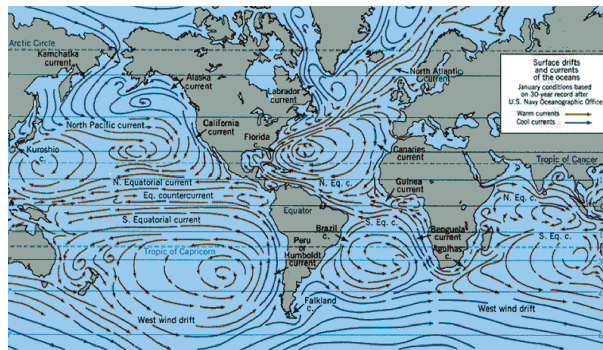 Arctic Circle
Kamchatka
current
Alaska
current
Labrador
current
North Atlantic
Current
Surface drifts
and currents
of the oceans
January conditions based
on 30-year record after
U.S. Navy Oceanographic Office
Warm currents
Cool currents
North Pacific current
California
current
Florida
c.
Kuroshio
c.
Canaries
current
Tropic of Cancer
N. Equatorial current
Eq. countercurrent
N. Eq. c.
Guinea
current
N. Eq. c.
S. Equatorial current
Equator
Brazil
c.
S. Eq. c.
Benguela
current
Agulhas
c.
S. Eq. c.
Peru
or
Humboldt
current
Tropic of Capricorn
Falkland
c.
West wind drift
West wind drift